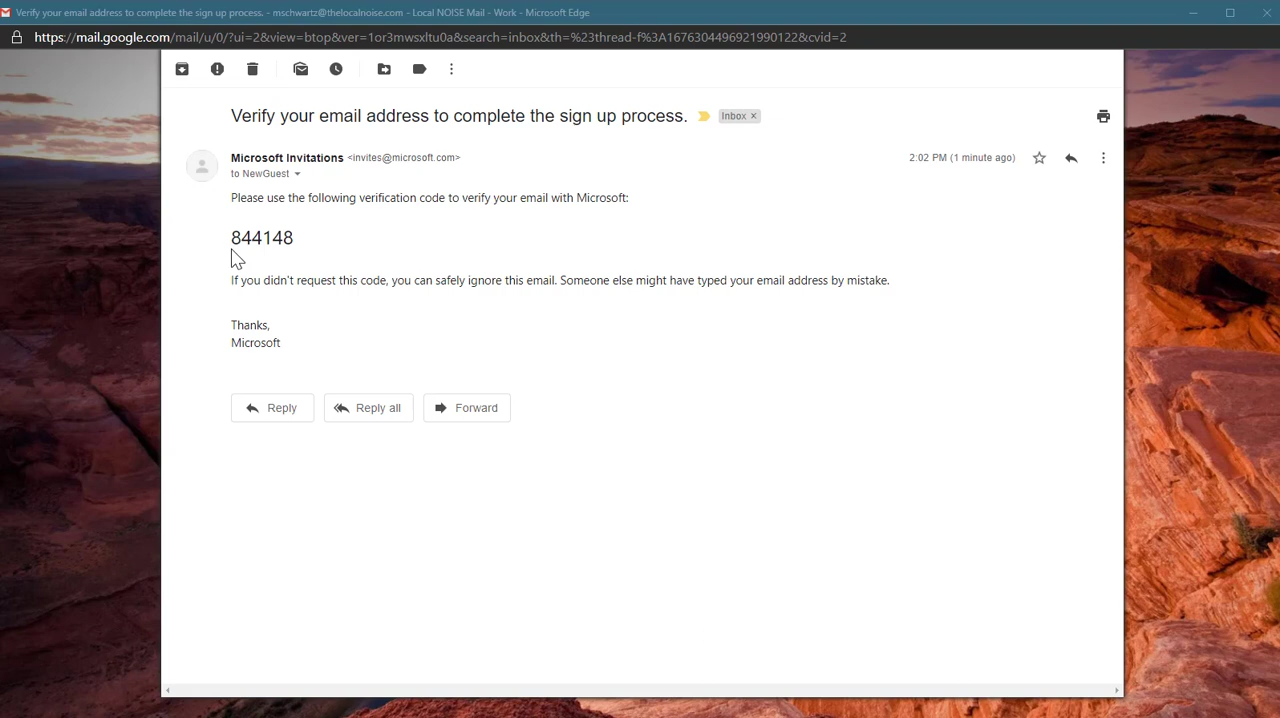 Verify your email address to complete the sign up process. - mschwartz@thelocalnoise.com - Local NOISE Mail - Work - Microsoft Edge
https://mail.google.com/mail/u/0/?ui=2&view=btop&ver=1or3mwsxltu0a&search=inbox&th=%23thread-f%3A1676304496921990122&cvid=2
Verify your email address to complete the sign up process. Inbox ×
Microsoft Invitations <invites@microsoft.com> 2:02 PM (1 minute ago)
to NewGuest
Please use the following verification code to verify your email with Microsoft:
844148
If you didn't request this code, you can safely ignore this email. Someone else might have typed your email address by mistake.
Thanks,
Microsoft
Reply Reply all Forward